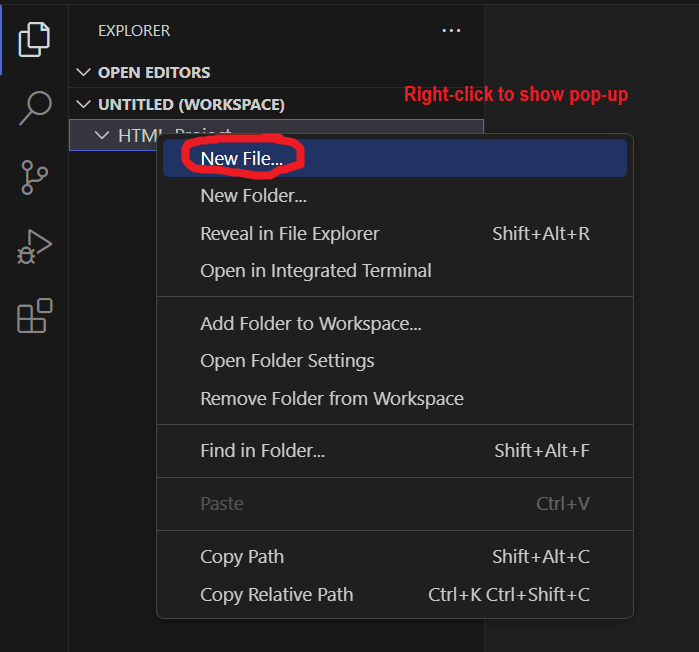 EXPLORER
OPEN EDITORS
Right-click to show pop-up
UNTITLED (WORKSPACE)
HTML Project
New File...
New Folder...
Reveal in File Explorer Shift+Alt+R
Open in Integrated Terminal
Add Folder to Workspace...
Open Folder Settings
Remove Folder from Workspace
Find in Folder... Shift+Alt+F
Paste Ctrl+V
Copy Path Shift+Alt+C
Copy Relative Path Ctrl+K Ctrl+Shift+C